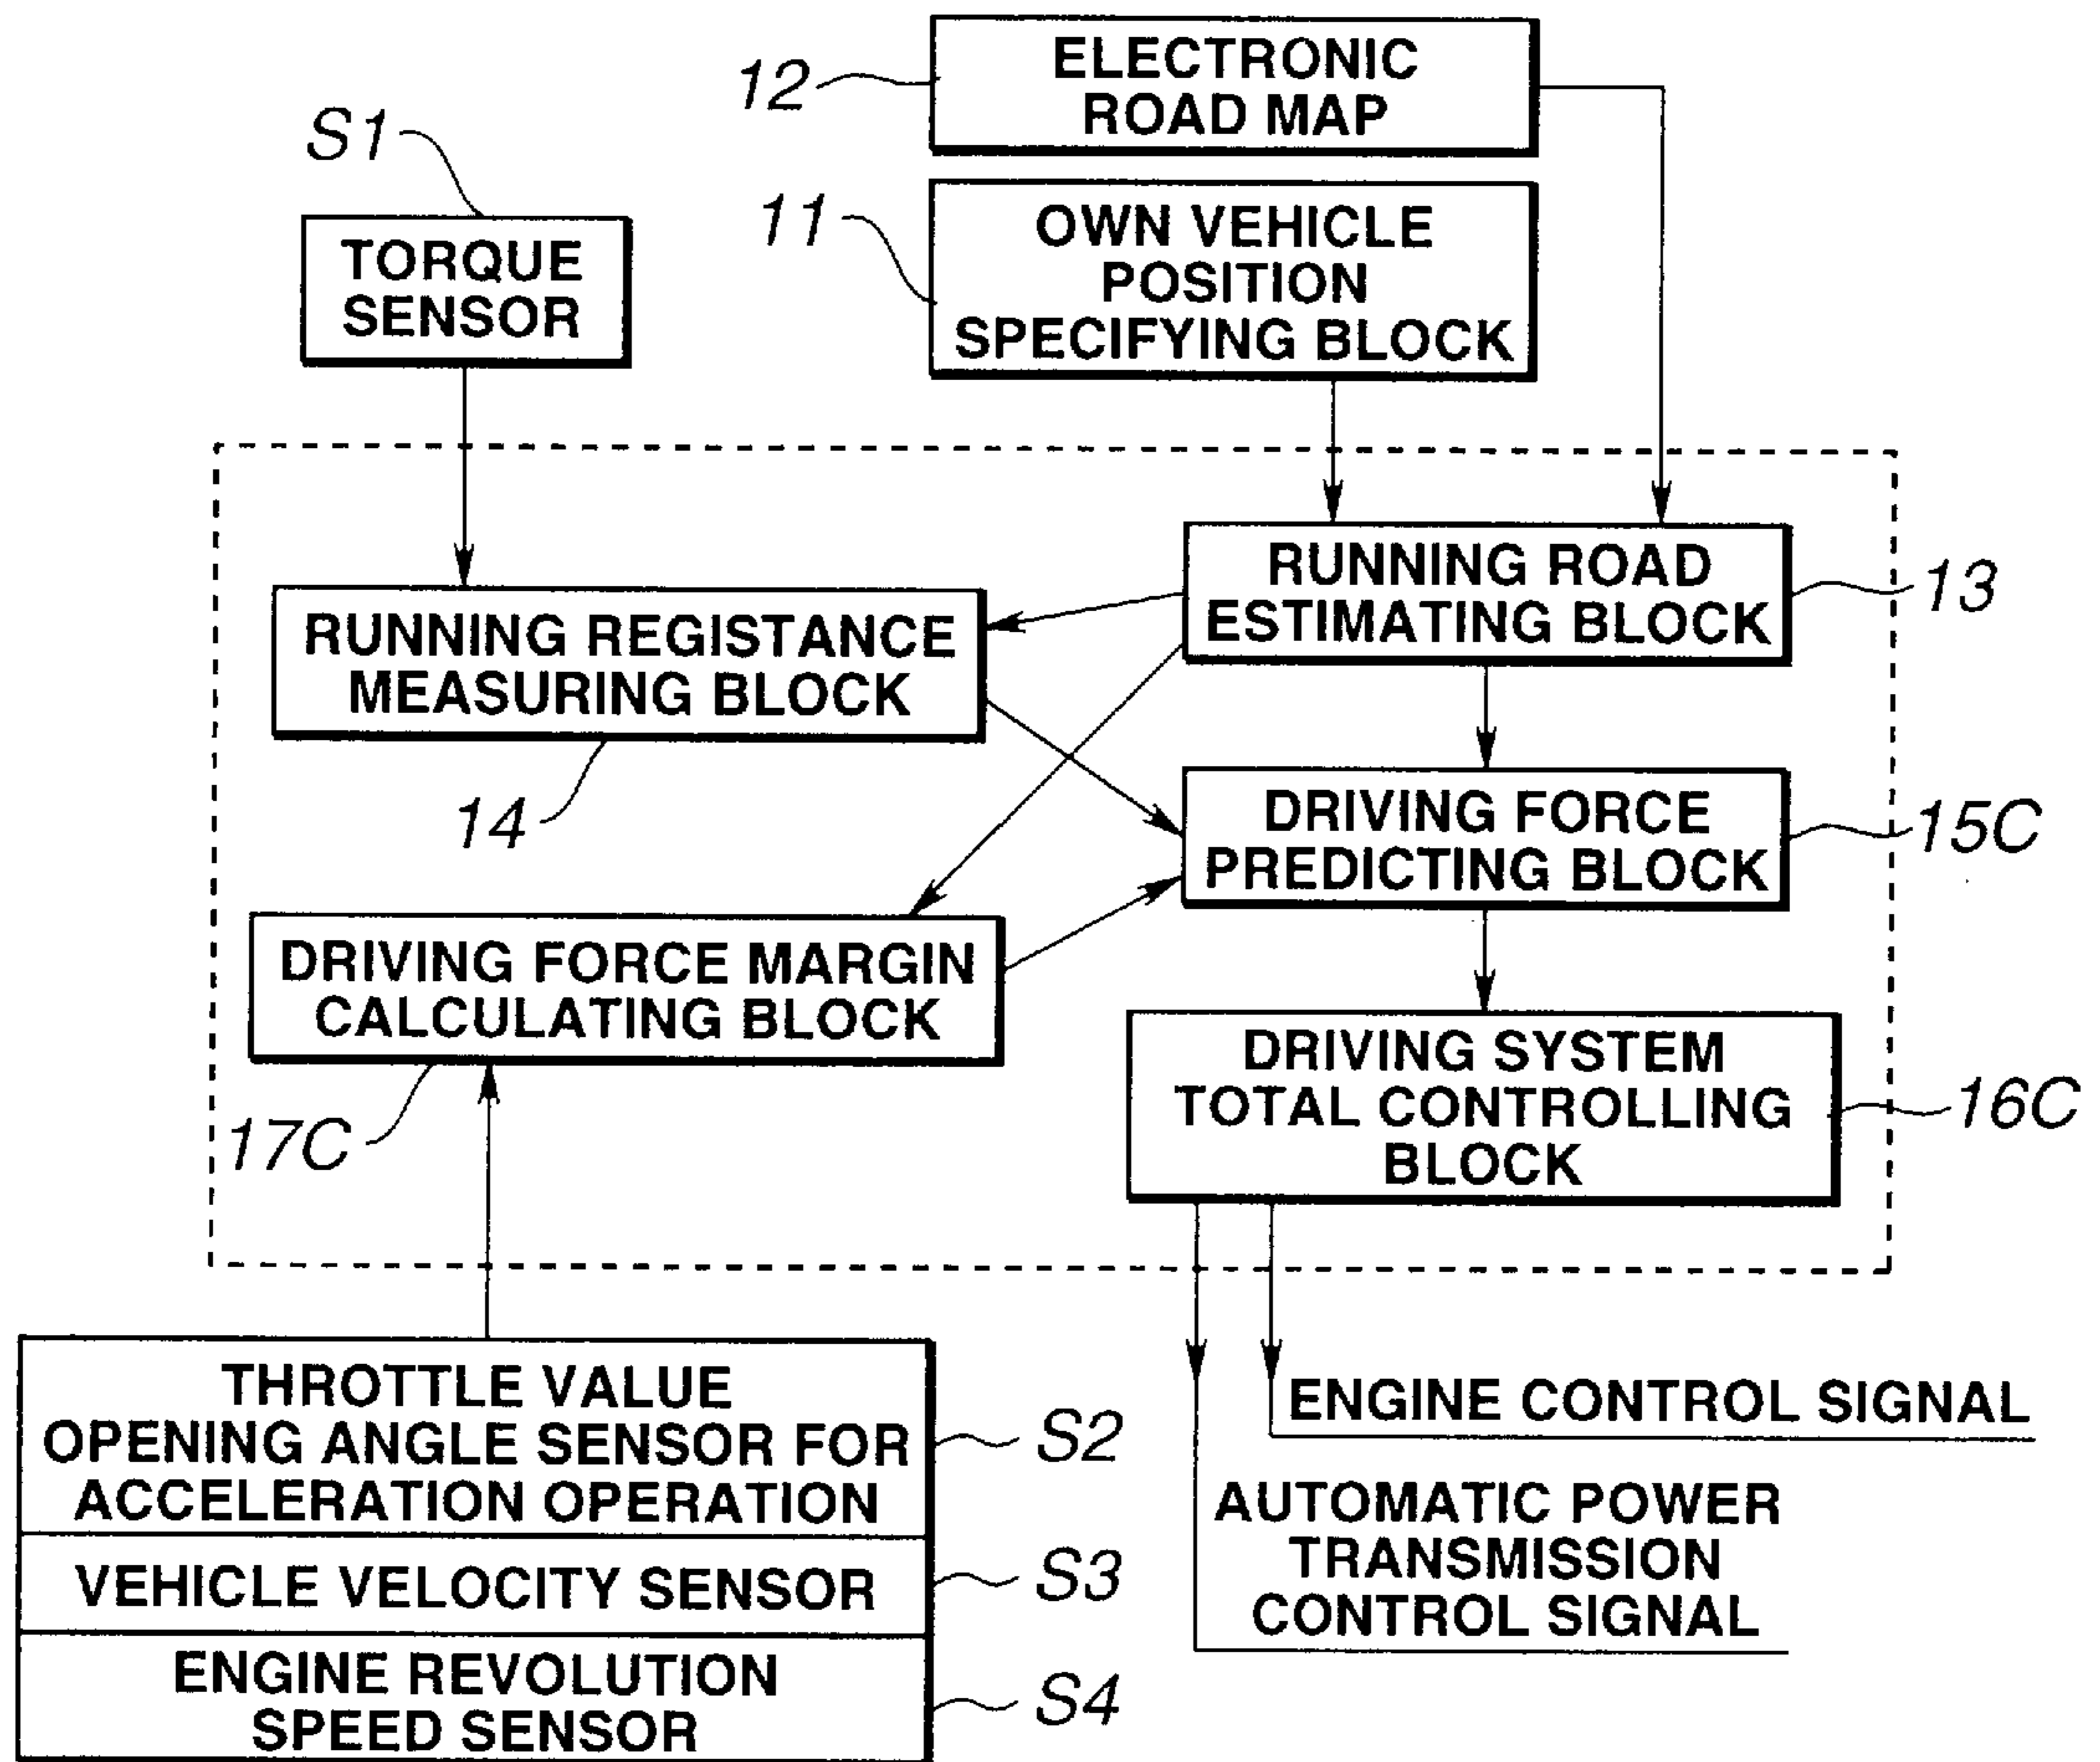 12
ELECTRONIC
ROAD MAP
S1
11
OWN VEHICLE
POSITION
SPECIFYING BLOCK
TORQUE
SENSOR
RUNNING ROAD
ESTIMATING BLOCK
13
RUNNING REGISTANCE
MEASURING BLOCK
14
DRIVING FORCE
PREDICTING BLOCK
15C
DRIVING FORCE MARGIN
CALCULATING BLOCK
17C
DRIVING SYSTEM
TOTAL CONTROLLING
BLOCK
16C
THROTTLE VALUE
OPENING ANGLE SENSOR FOR
ACCELERATION OPERATION
S2
VEHICLE VELOCITY SENSOR
S3
ENGINE REVOLUTION
SPEED SENSOR
S4
ENGINE CONTROL SIGNAL
AUTOMATIC POWER
TRANSMISSION
CONTROL SIGNAL